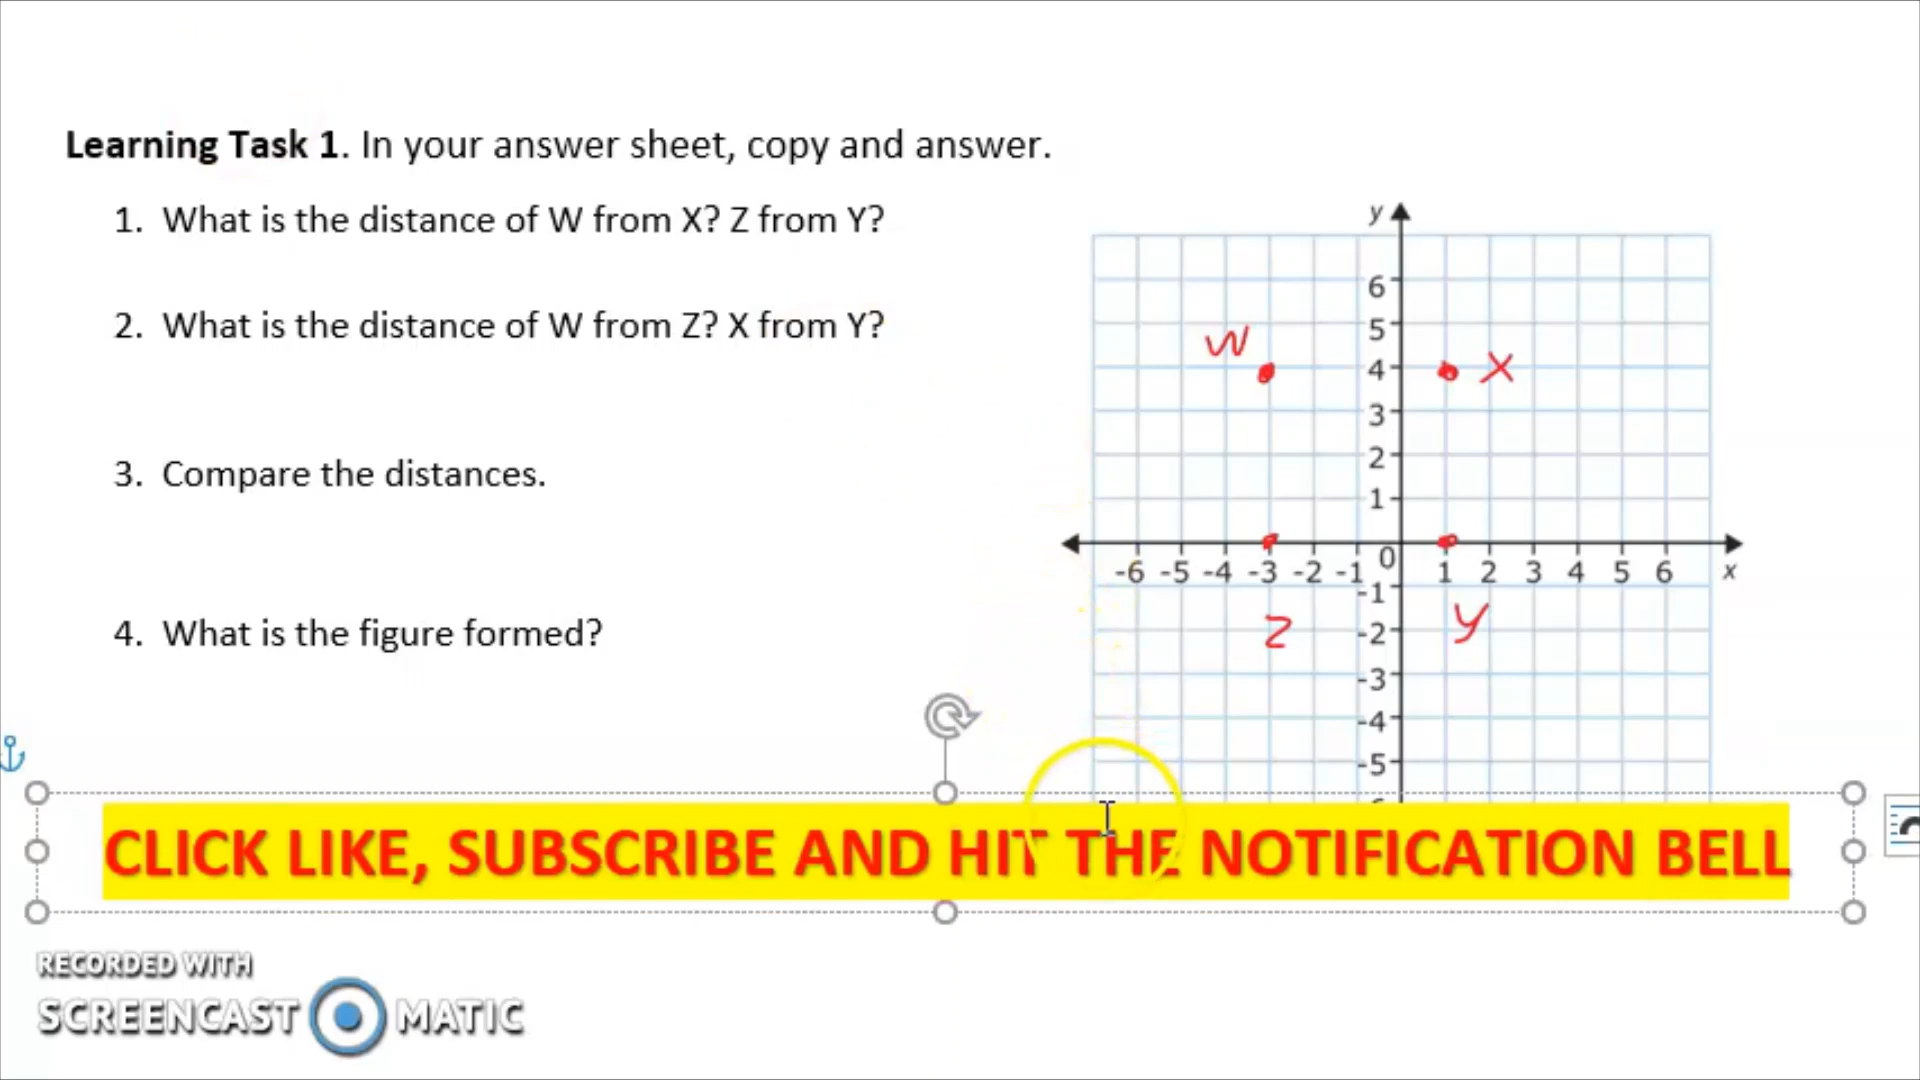 Learning Task 1. In your answer sheet, copy and answer.
1. What is the distance of W from X? Z from Y?
2. What is the distance of W from Z? X from Y?
3. Compare the distances.
4. What is the figure formed?
y
6
5
W
4
X
3
2
1
0
-6 -5 -4 -3 -2 -1 1 2 3 4 5 6 x
-1
Z
-2
Y
-3
-4
-5
CLICK LIKE, SUBSCRIBE AND HIT THE NOTIFICATION BELL
RECORDED WITH
SCREENCAST MATIC